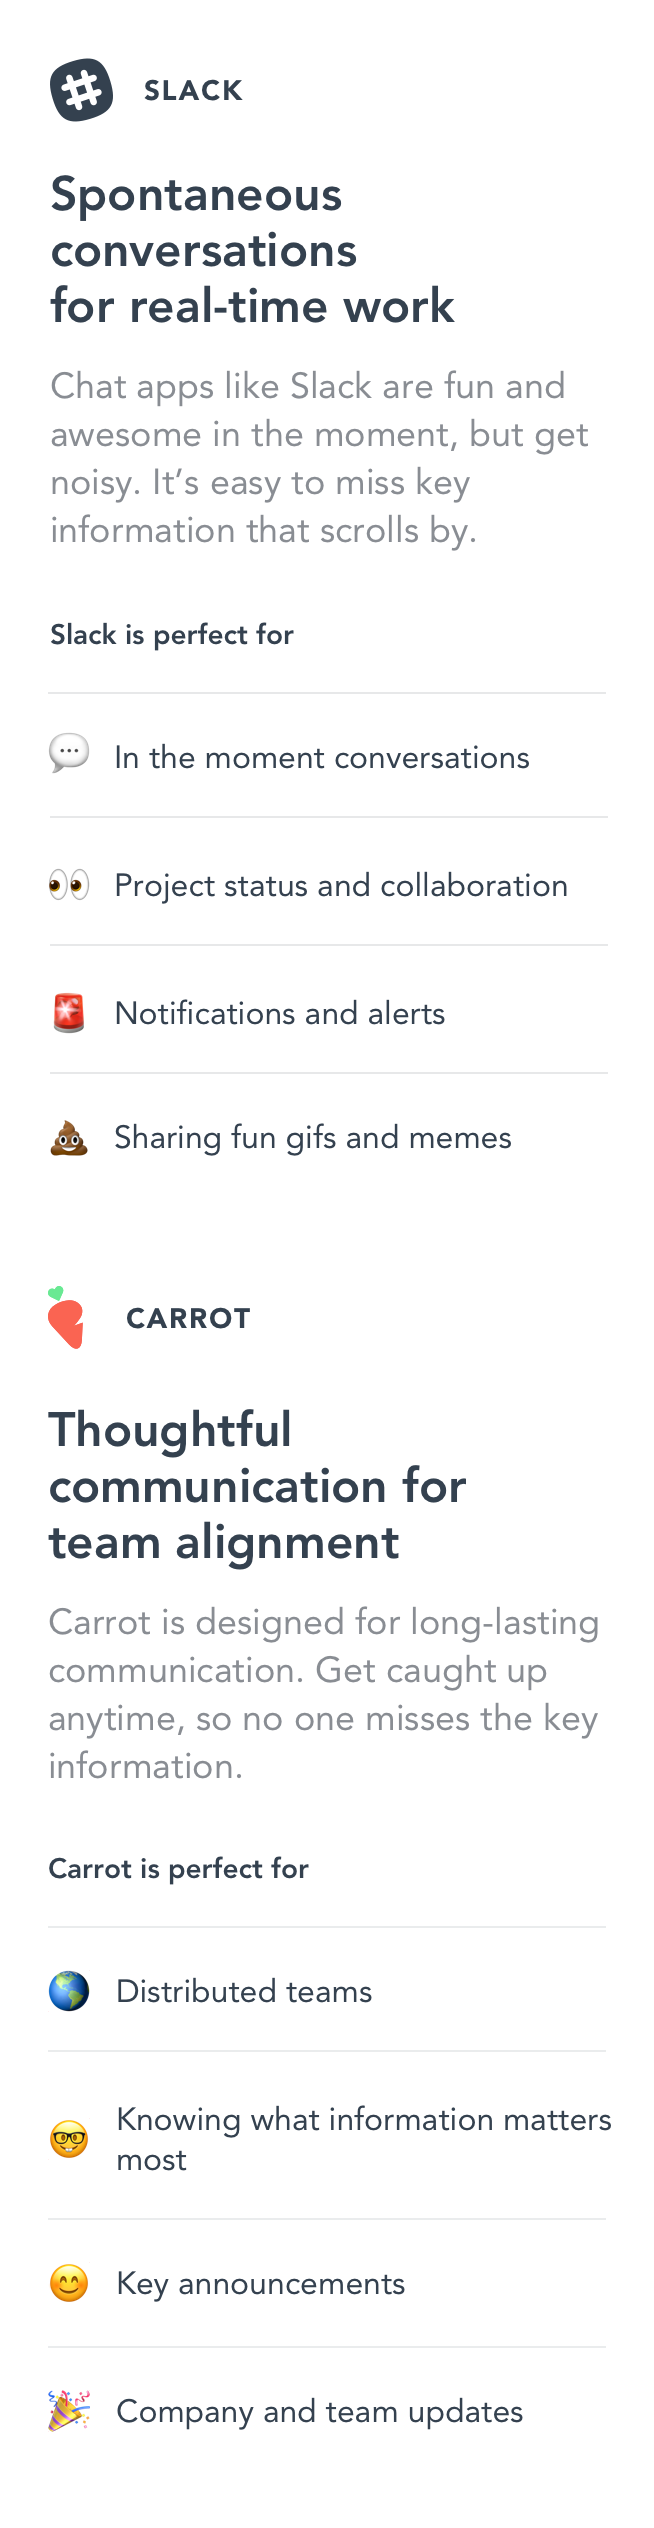 SLACK
Spontaneous
conversations
for real-time work
Chat apps like Slack are fun and
awesome in the moment, but get
noisy. It’s easy to miss key
information that scrolls by.
Slack is perfect for
In the moment conversations
Project status and collaboration
Notifications and alerts
Sharing fun gifs and memes
CARROT
Thoughtful
communication for
team alignment
Carrot is designed for long-lasting
communication. Get caught up
anytime, so no one misses the key
information.
Carrot is perfect for
Distributed teams
Knowing what information matters
most
Key announcements
Company and team updates